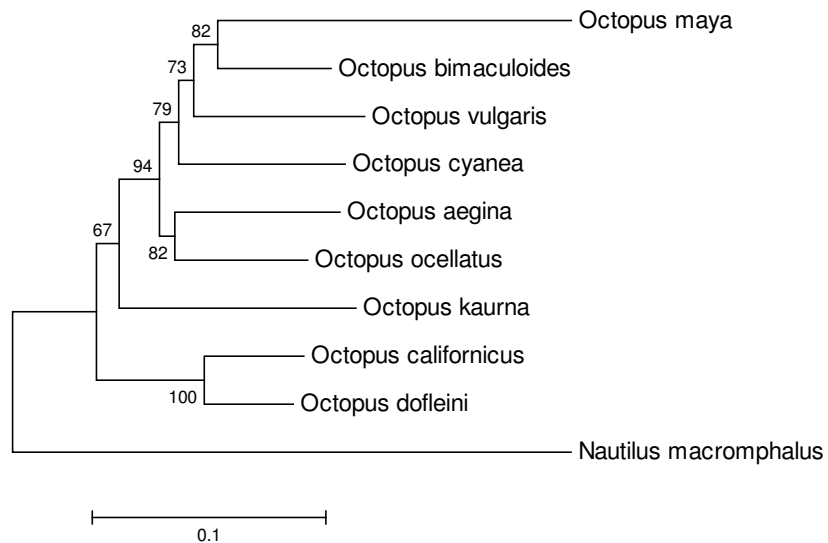 82
Octopus maya
73
Octopus bimaculoides
79
Octopus vulgaris
94
Octopus cyanea
67
Octopus aegina
82
Octopus ocellatus
Octopus kaurna
Octopus californicus
100
Octopus dofleini
Nautilus macromphalus
0.1